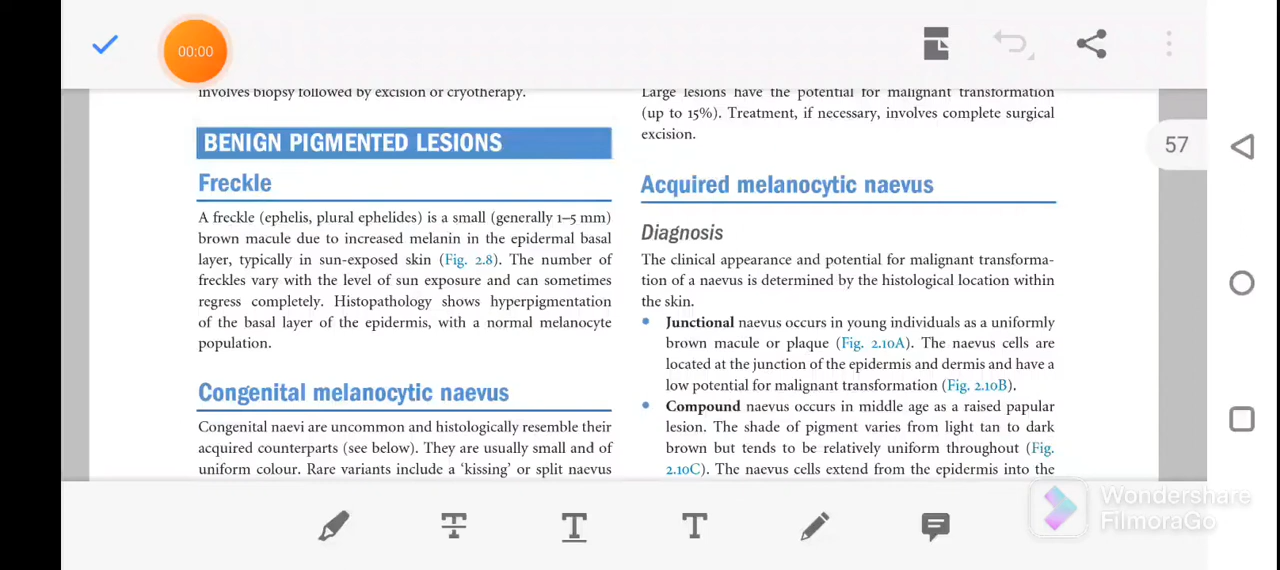 00:00
57
involves biopsy followed by excision or cryotherapy.
BENIGN PIGMENTED LESIONS
Freckle
A freckle (ephelis, plural ephelides) is a small (generally 1–5 mm)
brown macule due to increased melanin in the epidermal basal
layer, typically in sun-exposed skin (Fig. 2.8). The number of
freckles vary with the level of sun exposure and can sometimes
regress completely. Histopathology shows hyperpigmentation
of the basal layer of the epidermis, with a normal melanocyte
population.
Congenital melanocytic naevus
Congenital naevi are uncommon and histologically resemble their
acquired counterparts (see below). They are usually small and of
uniform colour. Rare variants include a ‘kissing’ or split naevus
Large lesions have the potential for malignant transformation
(up to 15%). Treatment, if necessary, involves complete surgical
excision.
Acquired melanocytic naevus
Diagnosis
The clinical appearance and potential for malignant transforma-
tion of a naevus is determined by the histological location within
the skin.
• Junctional naevus occurs in young individuals as a uniformly
brown macule or plaque (Fig. 2.10A). The naevus cells are
located at the junction of the epidermis and dermis and have a
low potential for malignant transformation (Fig. 2.10B).
• Compound naevus occurs in middle age as a raised papular
lesion. The shade of pigment varies from light tan to dark
brown but tends to be relatively uniform throughout (Fig.
2.10C). The naevus cells extend from the epidermis into the
Wondershare
FilmoraGo